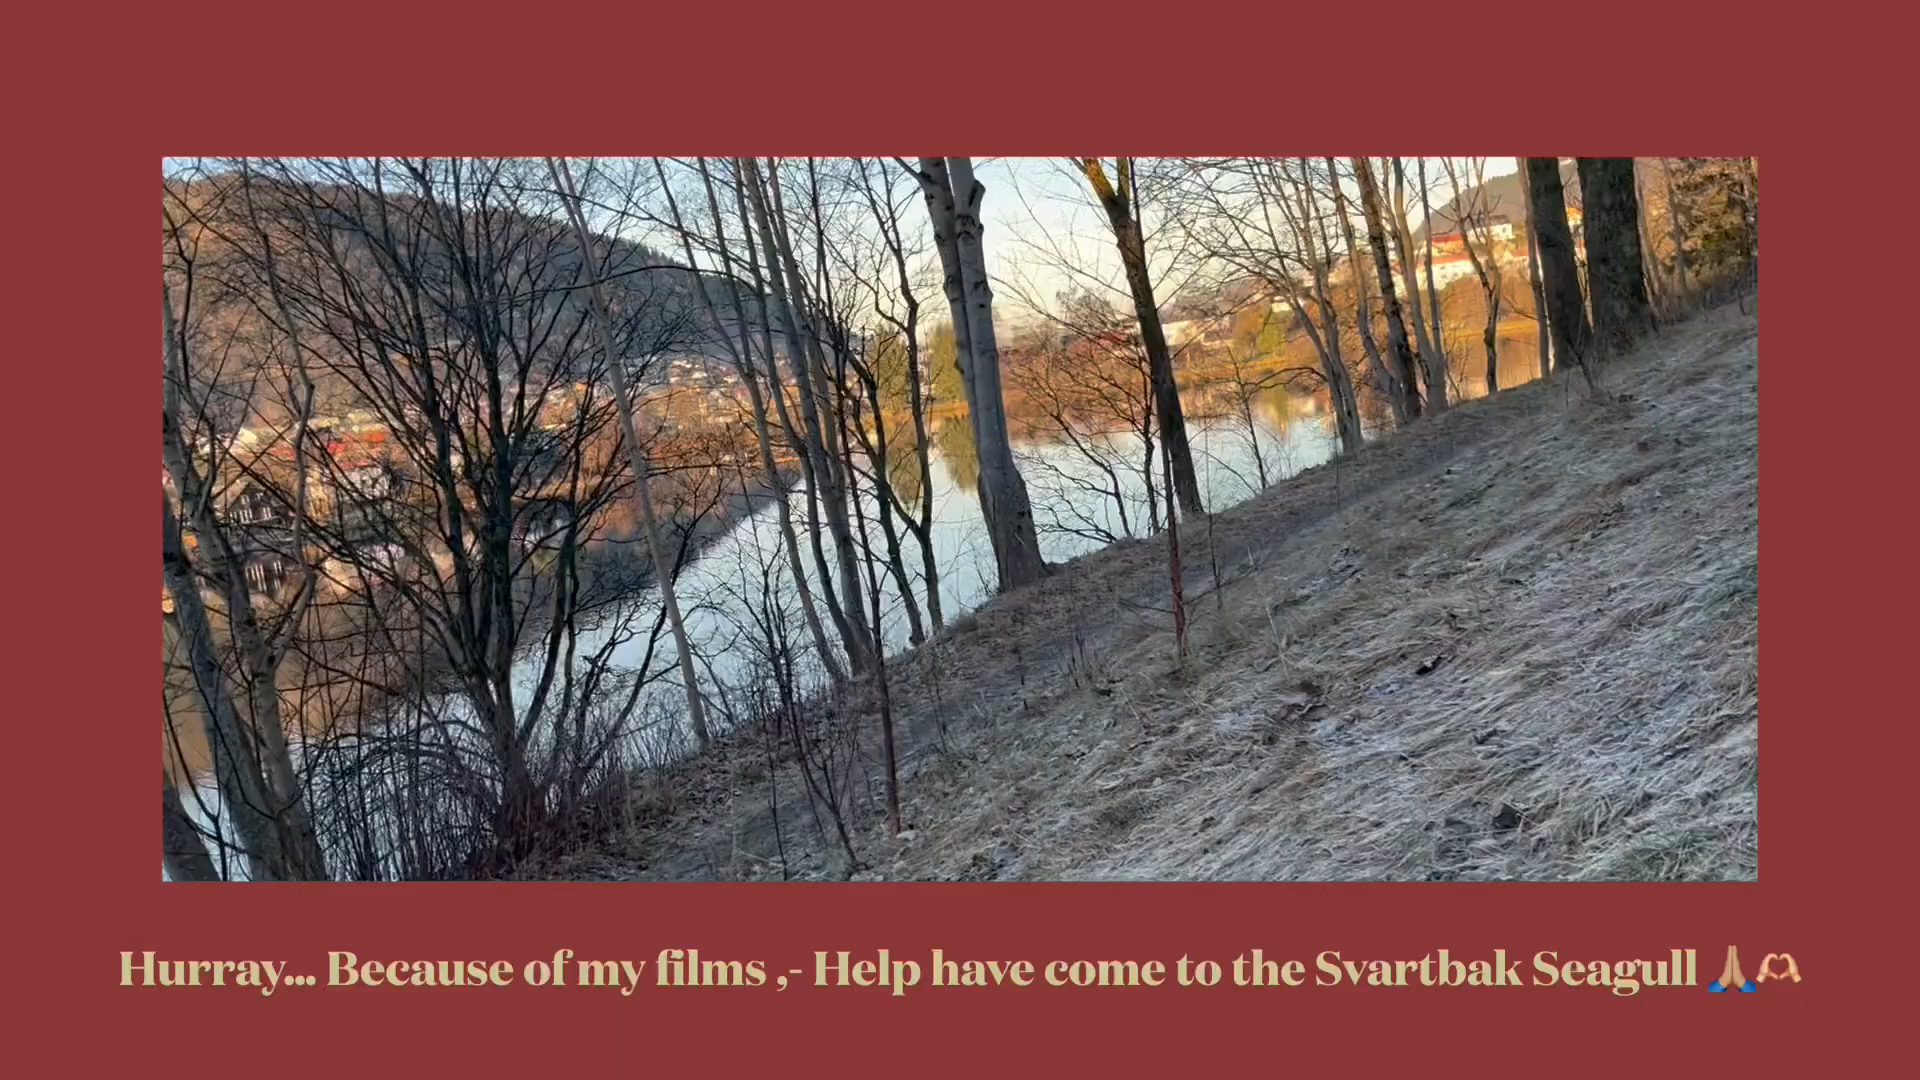 Hurray... Because of my films ,- Help have come to the Svartbak Seagull 🙏🏼🫶🏼